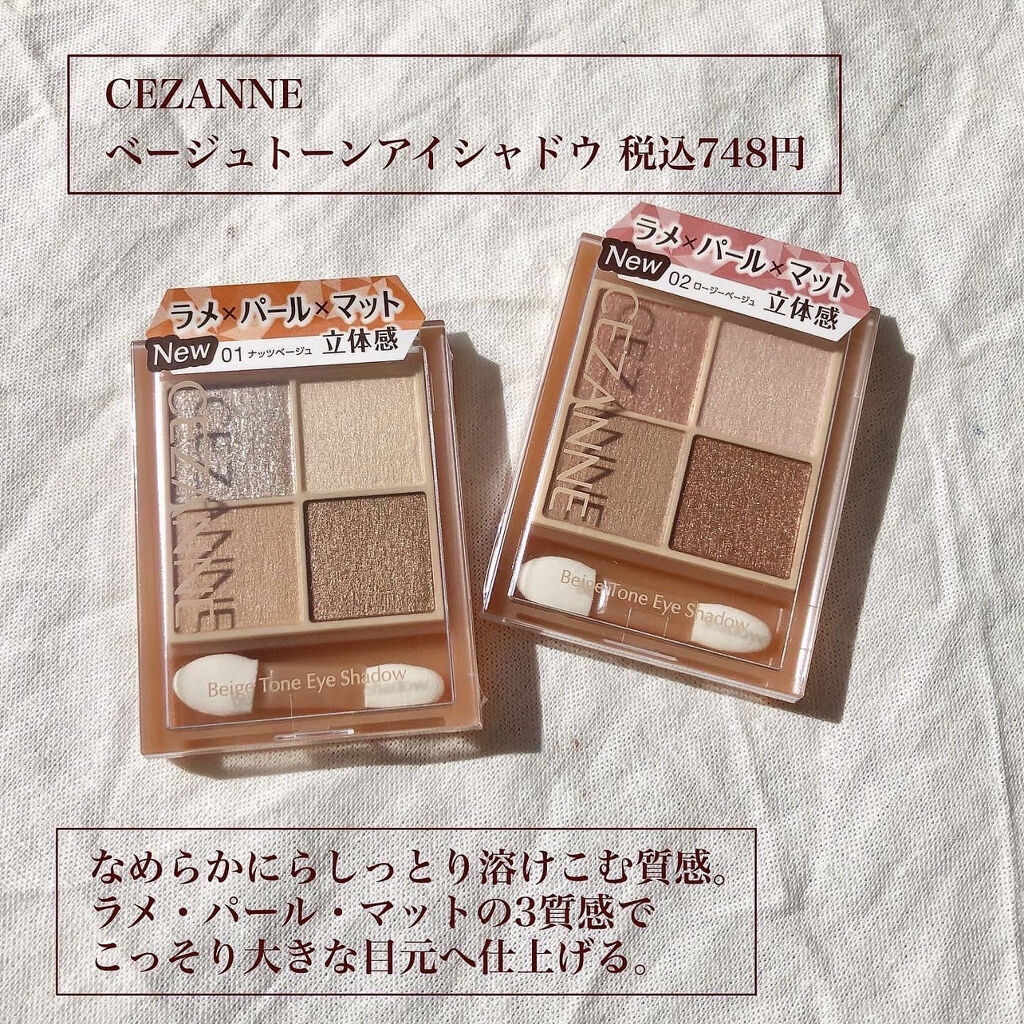 CEZANNE
ベージュトーンアイシャドウ 税込748円
ラメ×パール×マット
New 01 ナッツベージュ 立体感
CEZANNE
Beige Tone Eye Shadow
ラメ×パール×マット
New 02 ロージーベージュ 立体感
CEZANNE
Beige Tone Eye Shadow
なめらかにらしっとり溶けこむ質感。
ラメ・パール・マットの3質感で
こっそり大きな目元へ仕上げる。